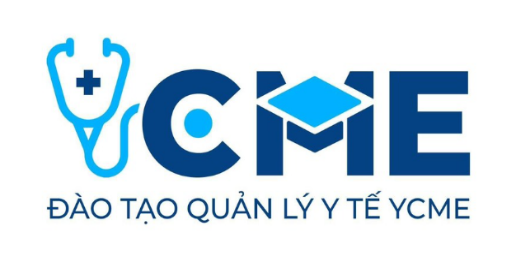 YCME
ĐÀO TẠO QUẢN LÝ Y TẾ YCME